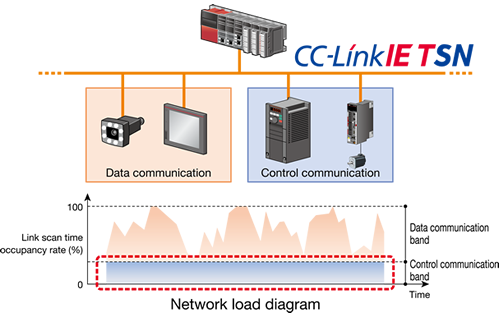 CC-Link IE TSN
Data communication
Control communication
100
Link scan time
occupancy rate (%)
0
Data communication
band
Control communication
band
Time
Network load diagram